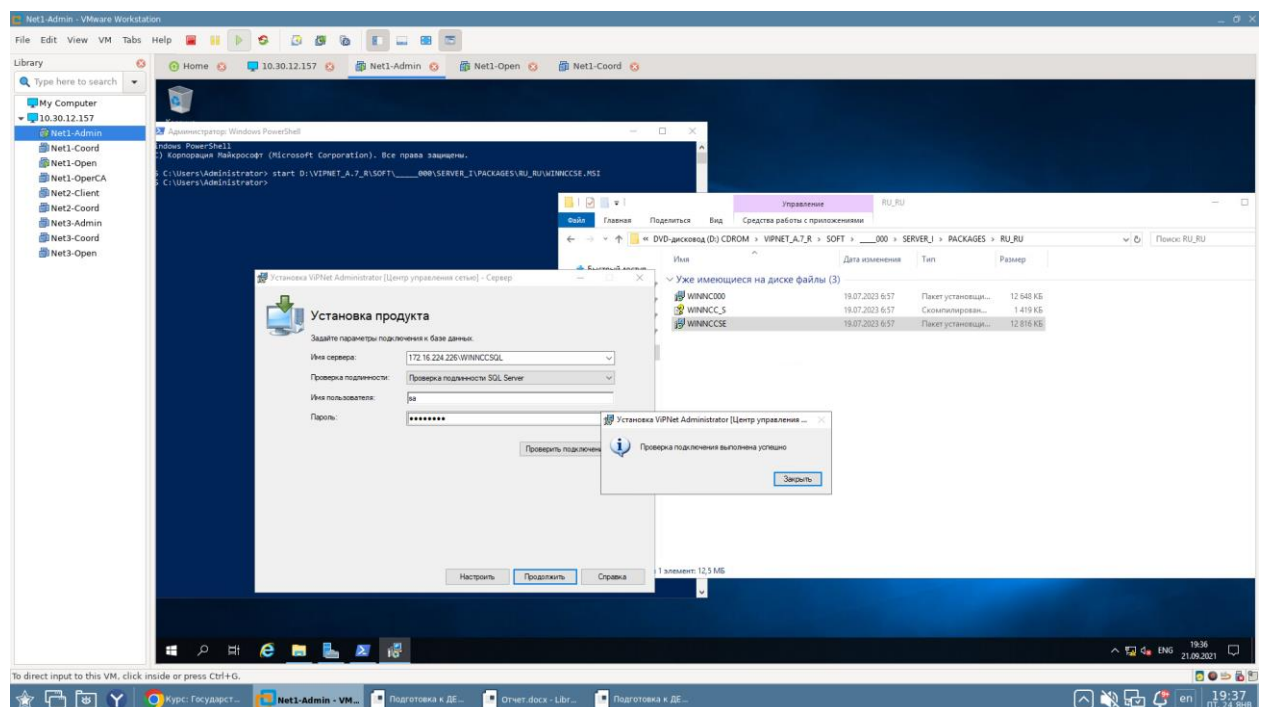 Net1-Admin - VMware Workstation
File Edit View VM Tabs Help
Library
Type here to search
My Computer
10.30.12.157
Net1-Admin
Net1-Coord
Net1-Open
Net1-OperCA
Net2-Client
Net2-Coord
Net3-Admin
Net3-Coord
Net3-Open
Home 10.30.12.157 Net1-Admin Net1-Open Net1-Coord
Администратор: Windows PowerShell
indows PowerShell
C) Корпорация Майкрософт (Microsoft Corporation). Все права защищены.
C:\Users\Administrator> start D:\VIPNET_A.7_R\SOFT\_____000\SERVER_I\PACKAGES\RU_RU\WINNCCSE.MSI
C:\Users\Administrator>
Управление RU_RU
Файл Главная Поделиться Вид Средства работы с приложениями
« DVD-дисковод (D:) CDROM › VIPNET_A.7_R › SOFT › ____000 › SERVER_I › PACKAGES › RU_RU
Поиск: RU_RU
Имя Дата изменения Тип Размер
Быстрый доступ
Уже имеющиеся на диске файлы (3)
WINNC000 19.07.2023 6:57 Пакет установщи... 12 648 КБ
WINNCC_S 19.07.2023 6:57 Скомпилирован... 1 419 КБ
WINNCCSE 19.07.2023 6:57 Пакет установщи... 12 816 КБ
1 элемент: 12,5 МБ
Установка ViPNet Administrator [Центр управления сетью] - Сервер
Установка продукта
Задайте параметры подключения к базе данных.
Имя сервера: 172.16.224.226\WINNCCSQL
Проверка подлинности: Проверка подлинности SQL Server
Имя пользователя: sa
Пароль: ••••••••
Проверить подключени
Настроить Продолжить Справка
Установка ViPNet Administrator [Центр управления ...
Проверка подключения выполнена успешно
Закрыть
ENG 19:36
21.09.2021
To direct input to this VM, click inside or press Ctrl+G.
Курс: Государст... Net1-Admin - VM... Подготовка к ДЕ... Отчет.docx - Libr... Подготовка к ДЕ...
en 19:37
ПТ, 24 ЯНВ